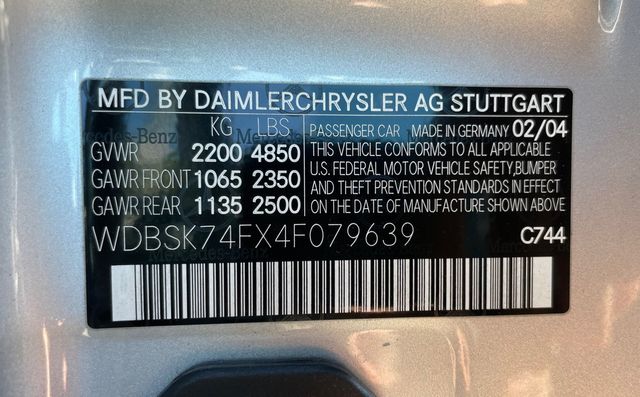 MFD BY DAIMLERCHRYSLER AG STUTTGART
KG LBS
GVWR 2200 4850
GAWR FRONT 1065 2350
GAWR REAR 1135 2500
PASSENGER CAR MADE IN GERMANY 02/04
THIS VEHICLE CONFORMS TO ALL APPLICABLE
U.S. FEDERAL MOTOR VEHICLE SAFETY,BUMPER
AND THEFT PREVENTION STANDARDS IN EFFECT
ON THE DATE OF MANUFACTURE SHOWN ABOVE
WDBSK74FX4F079639 C744
Mercedes-Benz